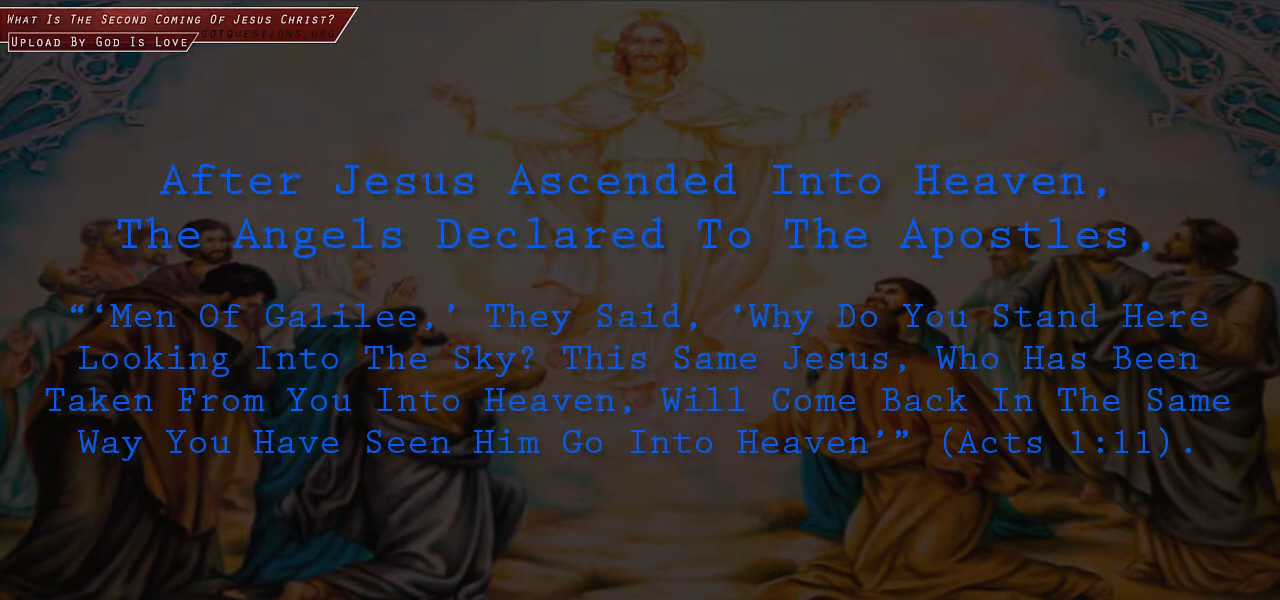 What Is The Second Coming Of Jesus Christ?
GOTQUESTIONS.ORG
Upload By God Is Love
After Jesus Ascended Into Heaven,
The Angels Declared To The Apostles,
“‘Men Of Galilee,’ They Said, ‘Why Do You Stand Here
Looking Into The Sky? This Same Jesus, Who Has Been
Taken From You Into Heaven, Will Come Back In The Same
Way You Have Seen Him Go Into Heaven’” (Acts 1:11).